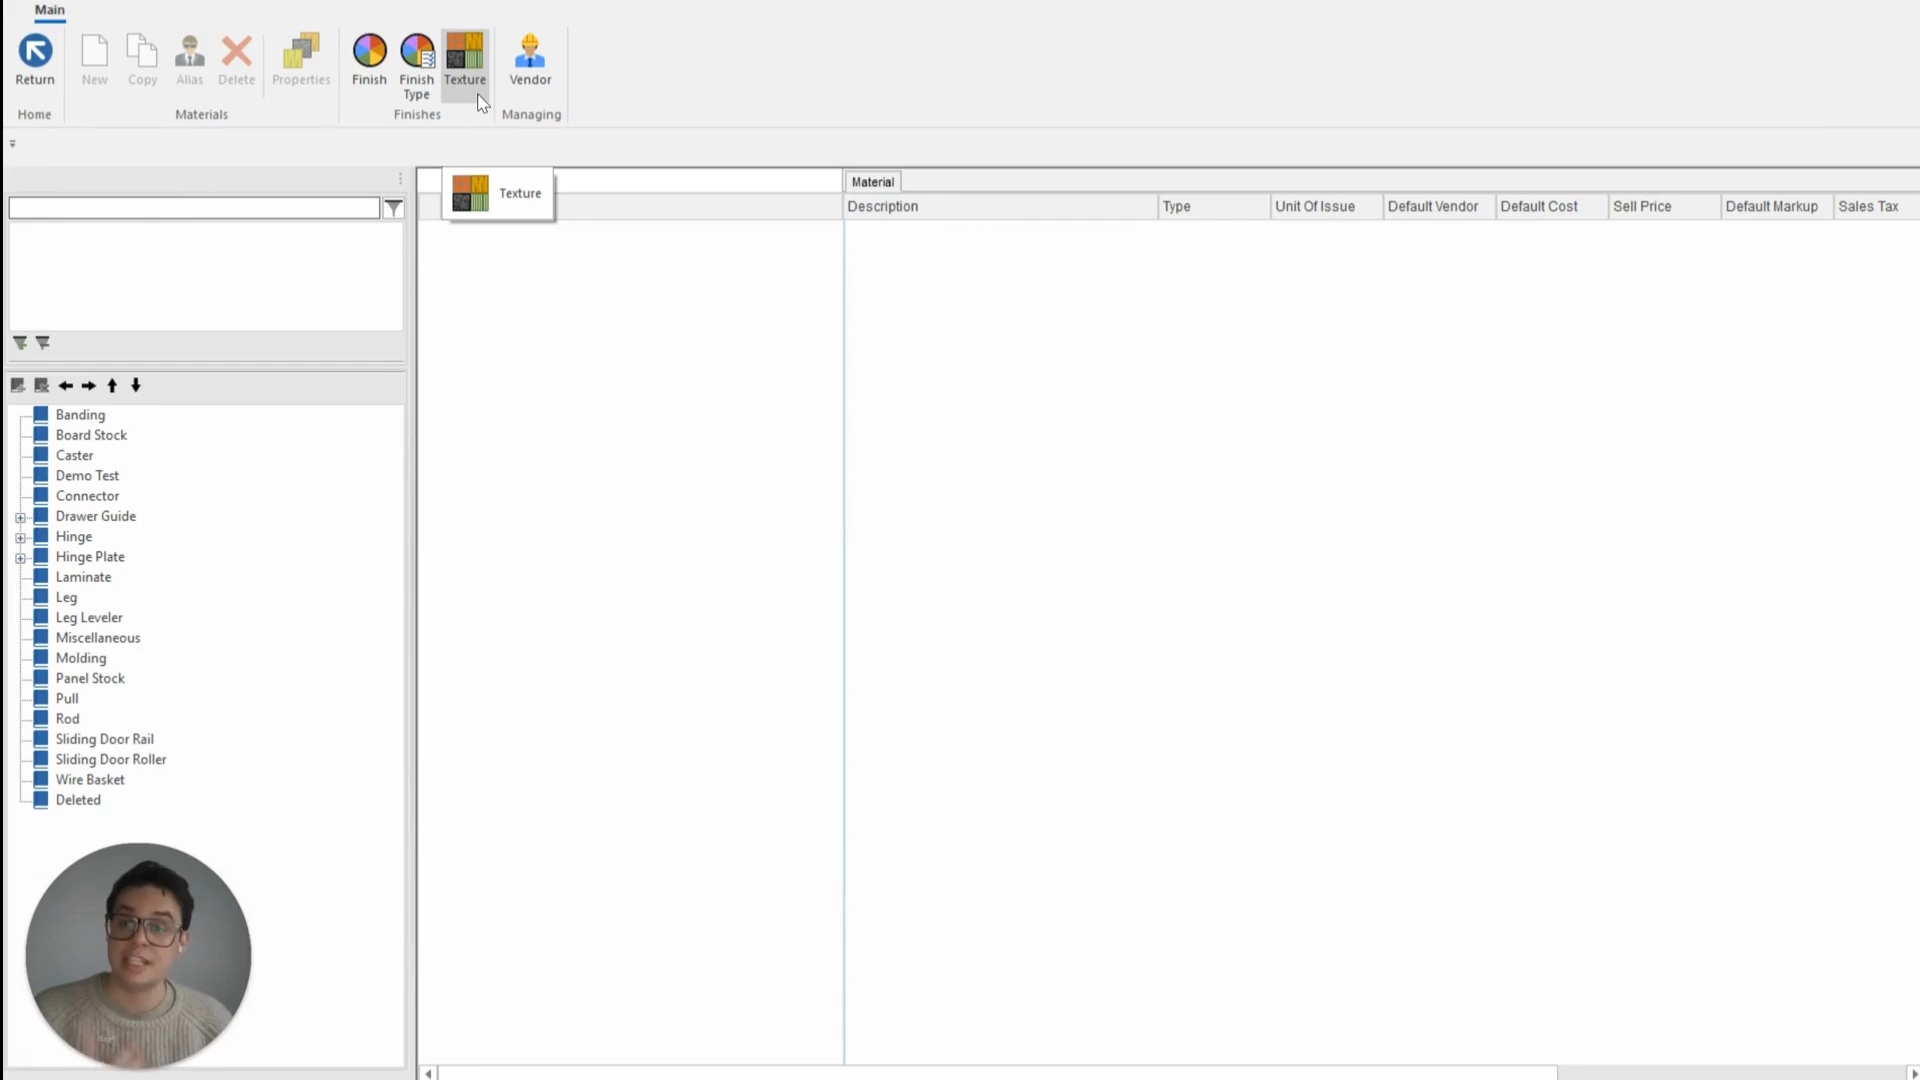 Main
Return
New
Copy
Alias
Delete
Properties
Finish
Finish
Type
Texture
Vendor
Home
Materials
Finishes
Managing
Texture
Material
Description
Type
Unit Of Issue
Default Vendor
Default Cost
Sell Price
Default Markup
Sales Tax
Banding
Board Stock
Caster
Demo Test
Connector
Drawer Guide
Hinge
Hinge Plate
Laminate
Leg
Leg Leveler
Miscellaneous
Molding
Panel Stock
Pull
Rod
Sliding Door Rail
Sliding Door Roller
Wire Basket
Deleted